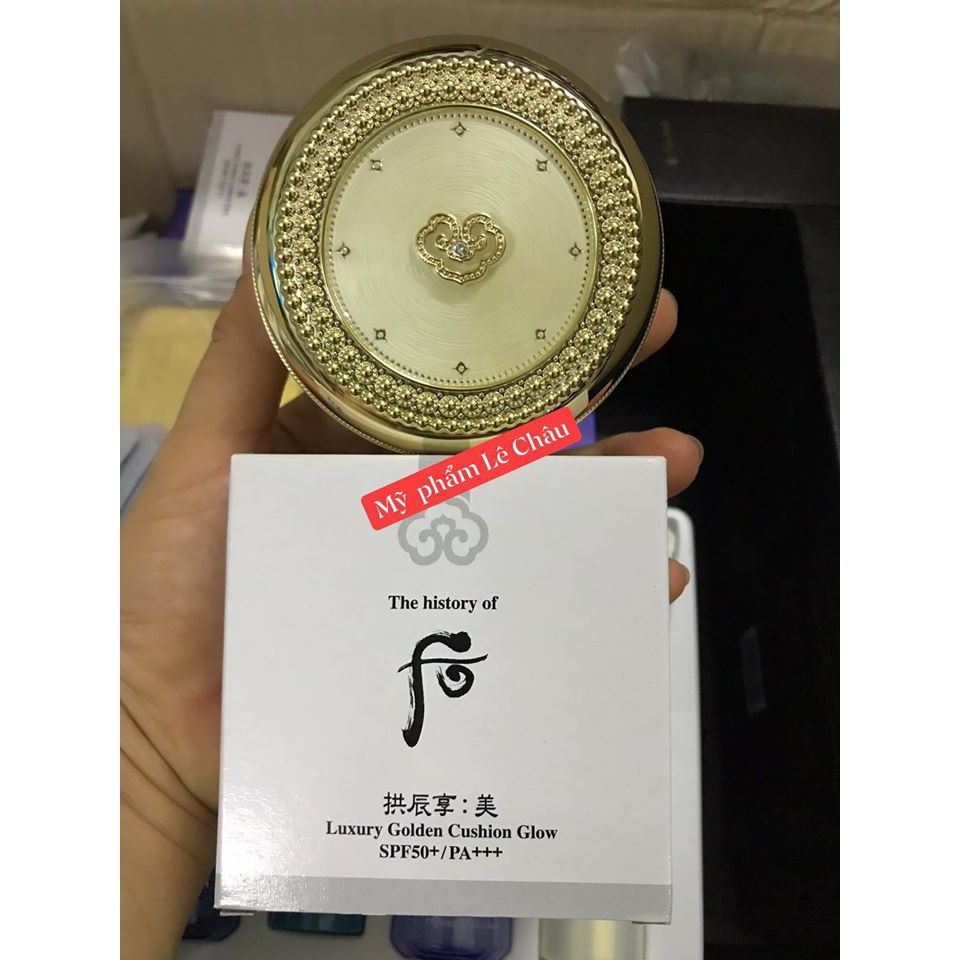 Mỹ phẩm Lê Châu
The history of
后
拱辰享:美
Luxury Golden Cushion Glow
SPF50+/PA+++